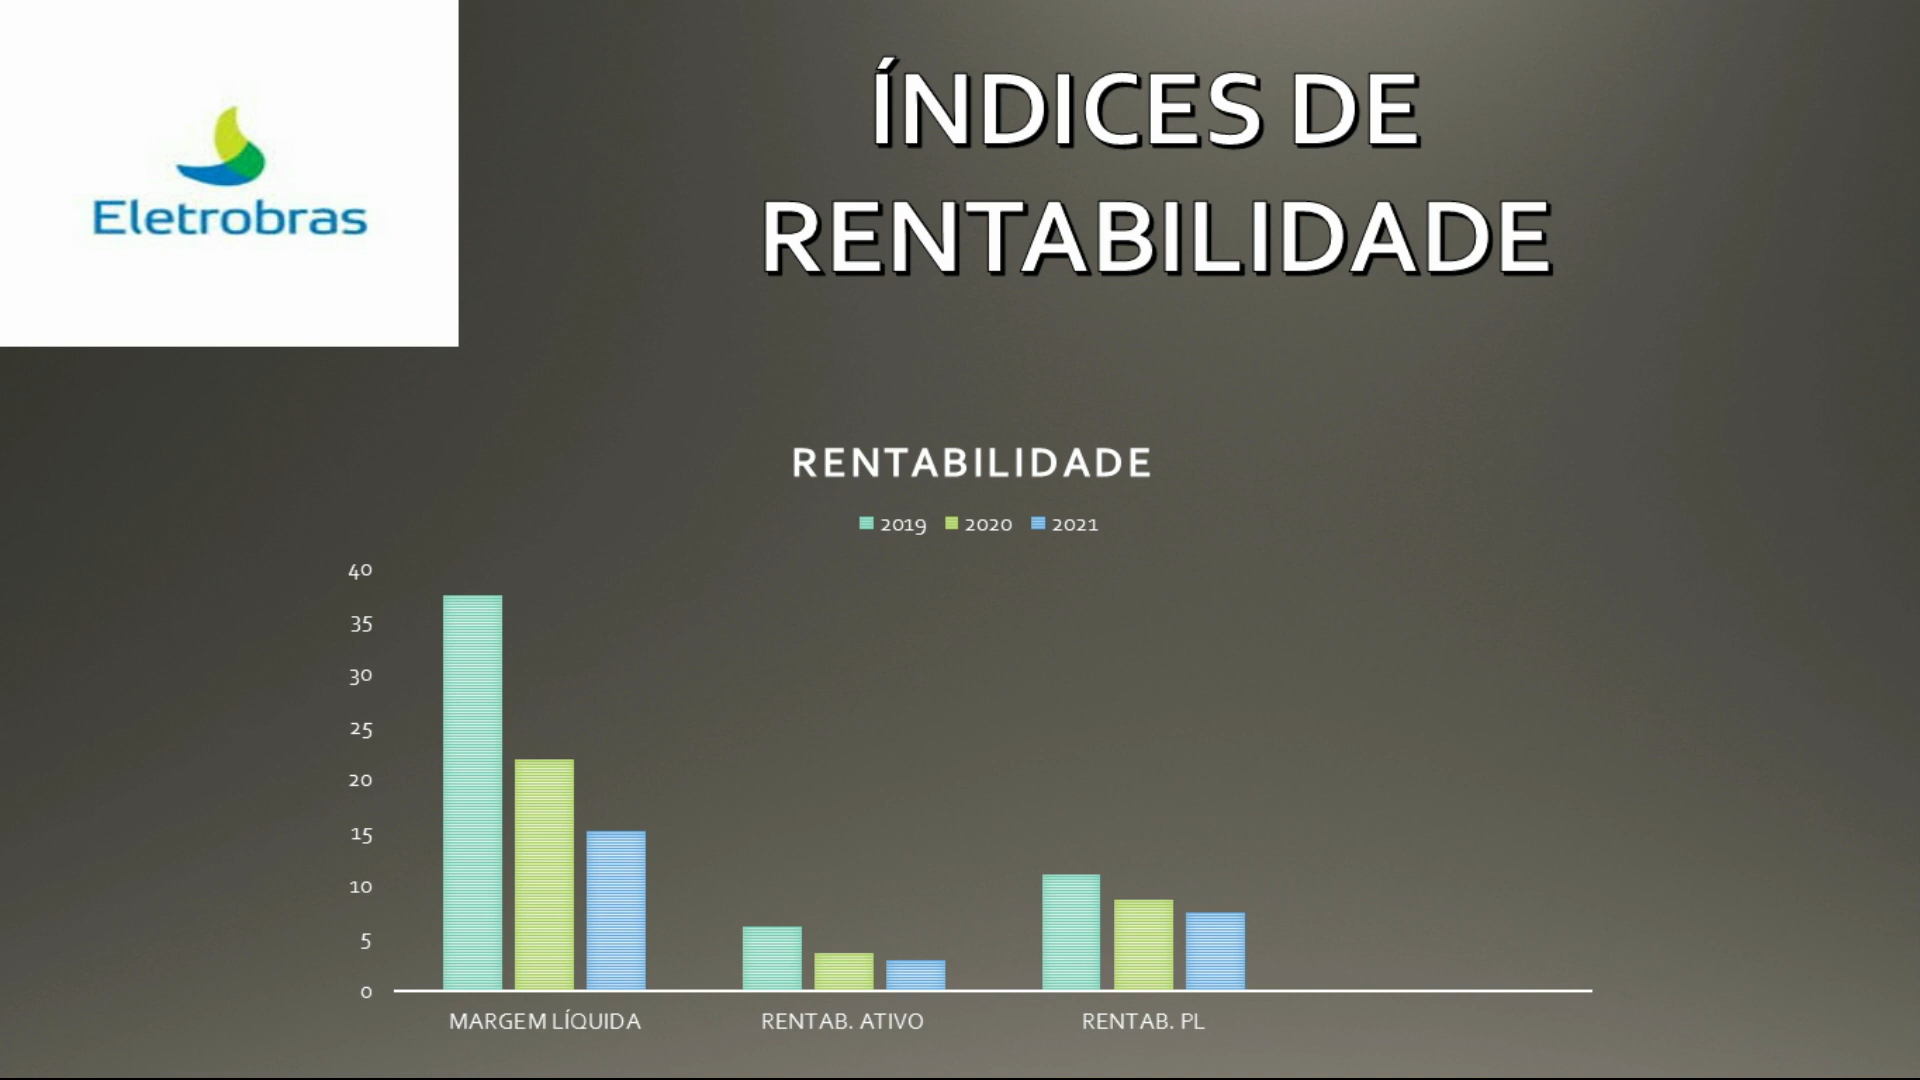 Eletrobras
ÍNDICES DE
RENTABILIDADE
RENTABILIDADE
2019 2020 2021
40
35
30
25
20
15
10
5
0
MARGEM LÍQUIDA RENTAB. ATIVO RENTAB. PL